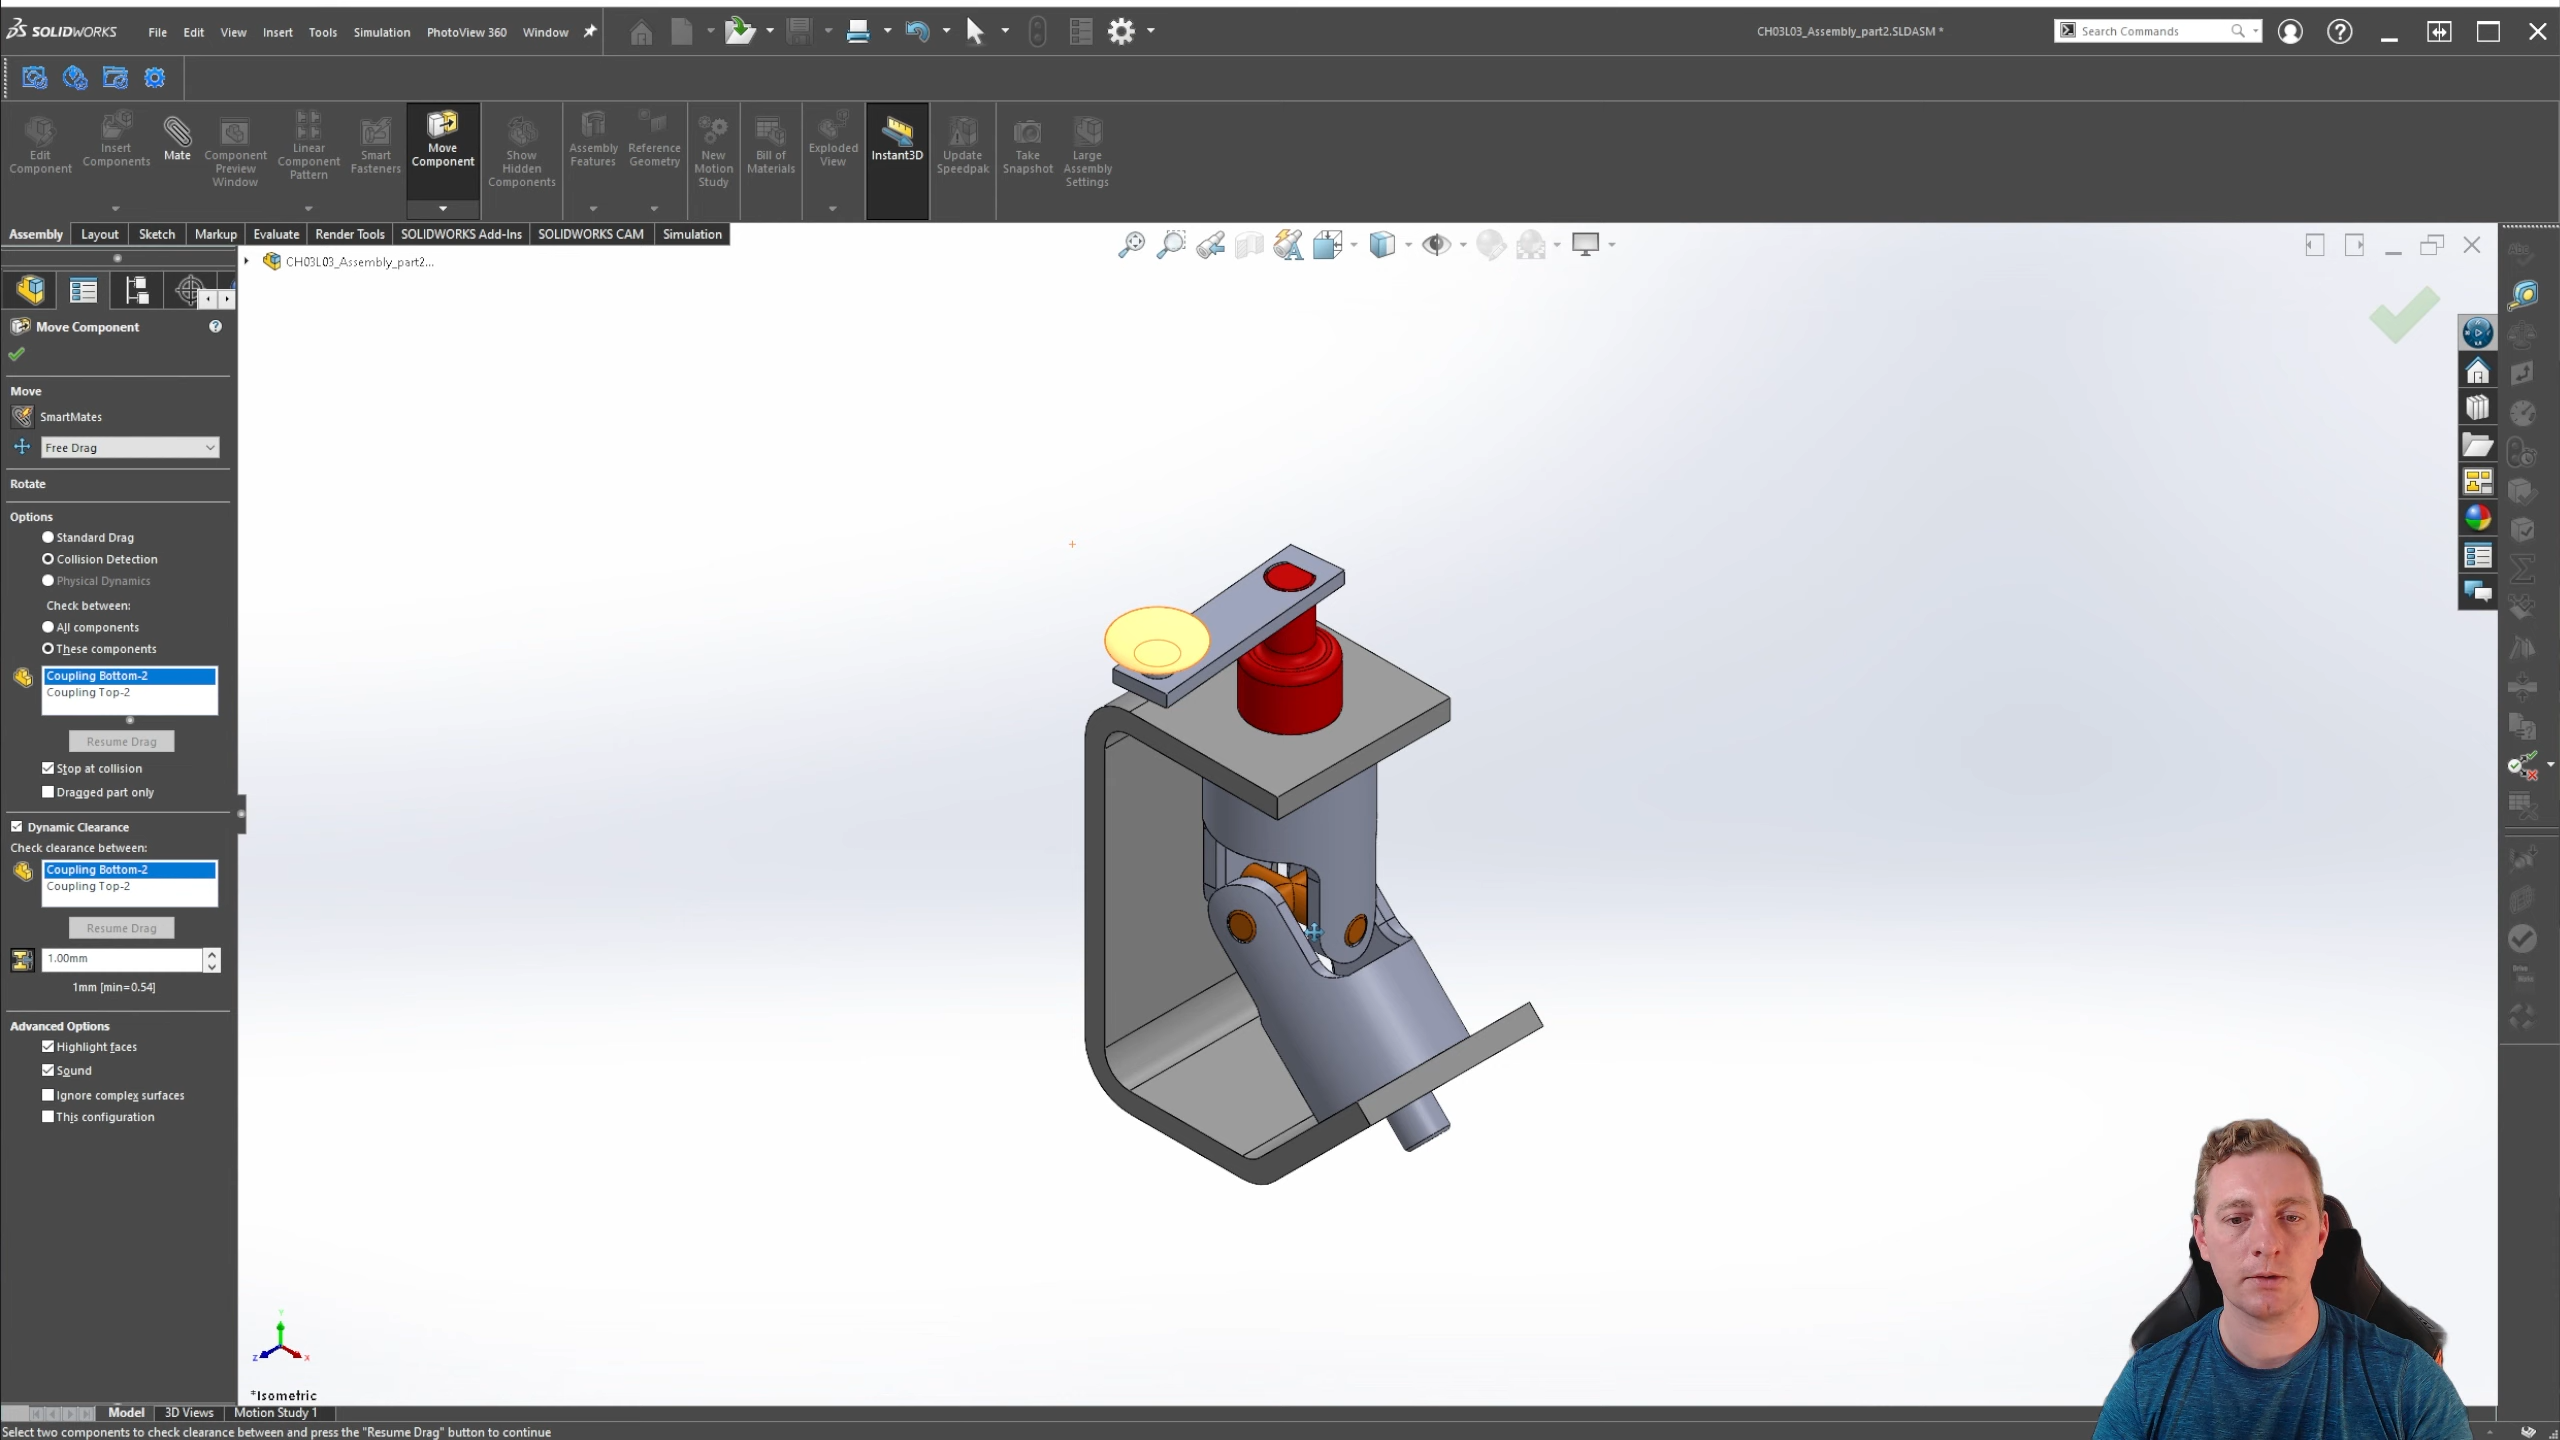 SOLIDWORKS File Edit View Insert Tools Simulation PhotoView 360 Window
CH03L03_Assembly_part2.SLDASM *
Search Commands
Edit Component
Insert Components
Mate
Component Preview Window
Linear Component Pattern
Smart Fasteners
Move Component
Show Hidden Components
Assembly Features
Reference Geometry
New Motion Study
Bill of Materials
Exploded View
Instant3D
Update Speedpak
Take Snapshot
Large Assembly Settings
Assembly Layout Sketch Markup Evaluate Render Tools SOLIDWORKS Add-Ins SOLIDWORKS CAM Simulation
CH03L03_Assembly_part2...
Move Component
Move
SmartMates
Free Drag
Rotate
Options
Standard Drag
Collision Detection
Physical Dynamics
Check between:
All components
These components
Coupling Bottom-2
Coupling Top-2
Resume Drag
Stop at collision
Dragged part only
Dynamic Clearance
Check clearance between:
Coupling Bottom-2
Coupling Top-2
Resume Drag
1.00mm
1mm [min=0.54]
Advanced Options
Highlight faces
Sound
Ignore complex surfaces
This configuration
Y
Z
X
*Isometric
Model 3D Views Motion Study 1
Select two components to check clearance between and press the "Resume Drag" button to continue